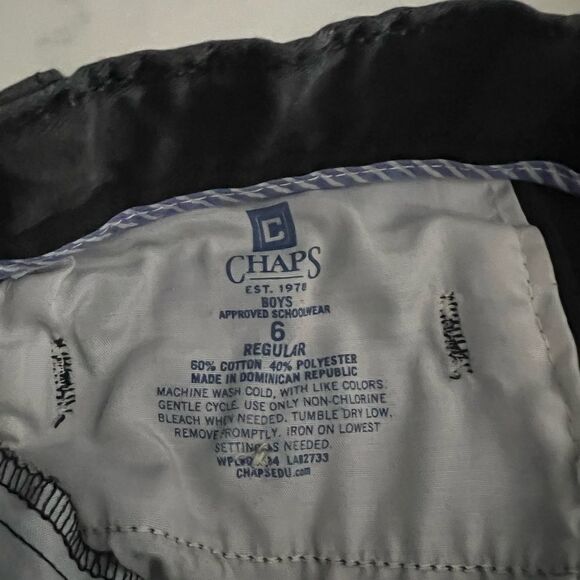 C
CHAPS
EST. 1978
BOYS
APPROVED SCHOOLWEAR
6
REGULAR
60% COTTON 40% POLYESTER
MADE IN DOMINICAN REPUBLIC
MACHINE WASH COLD, WITH LIKE COLORS.
GENTLE CYCLE. USE ONLY NON-CHLORINE
BLEACH WHEN NEEDED. TUMBLE DRY LOW.
REMOVE PROMPTLY. IRON ON LOWEST
SETTING AS NEEDED.
LAB2733
CHAPSEDU.com